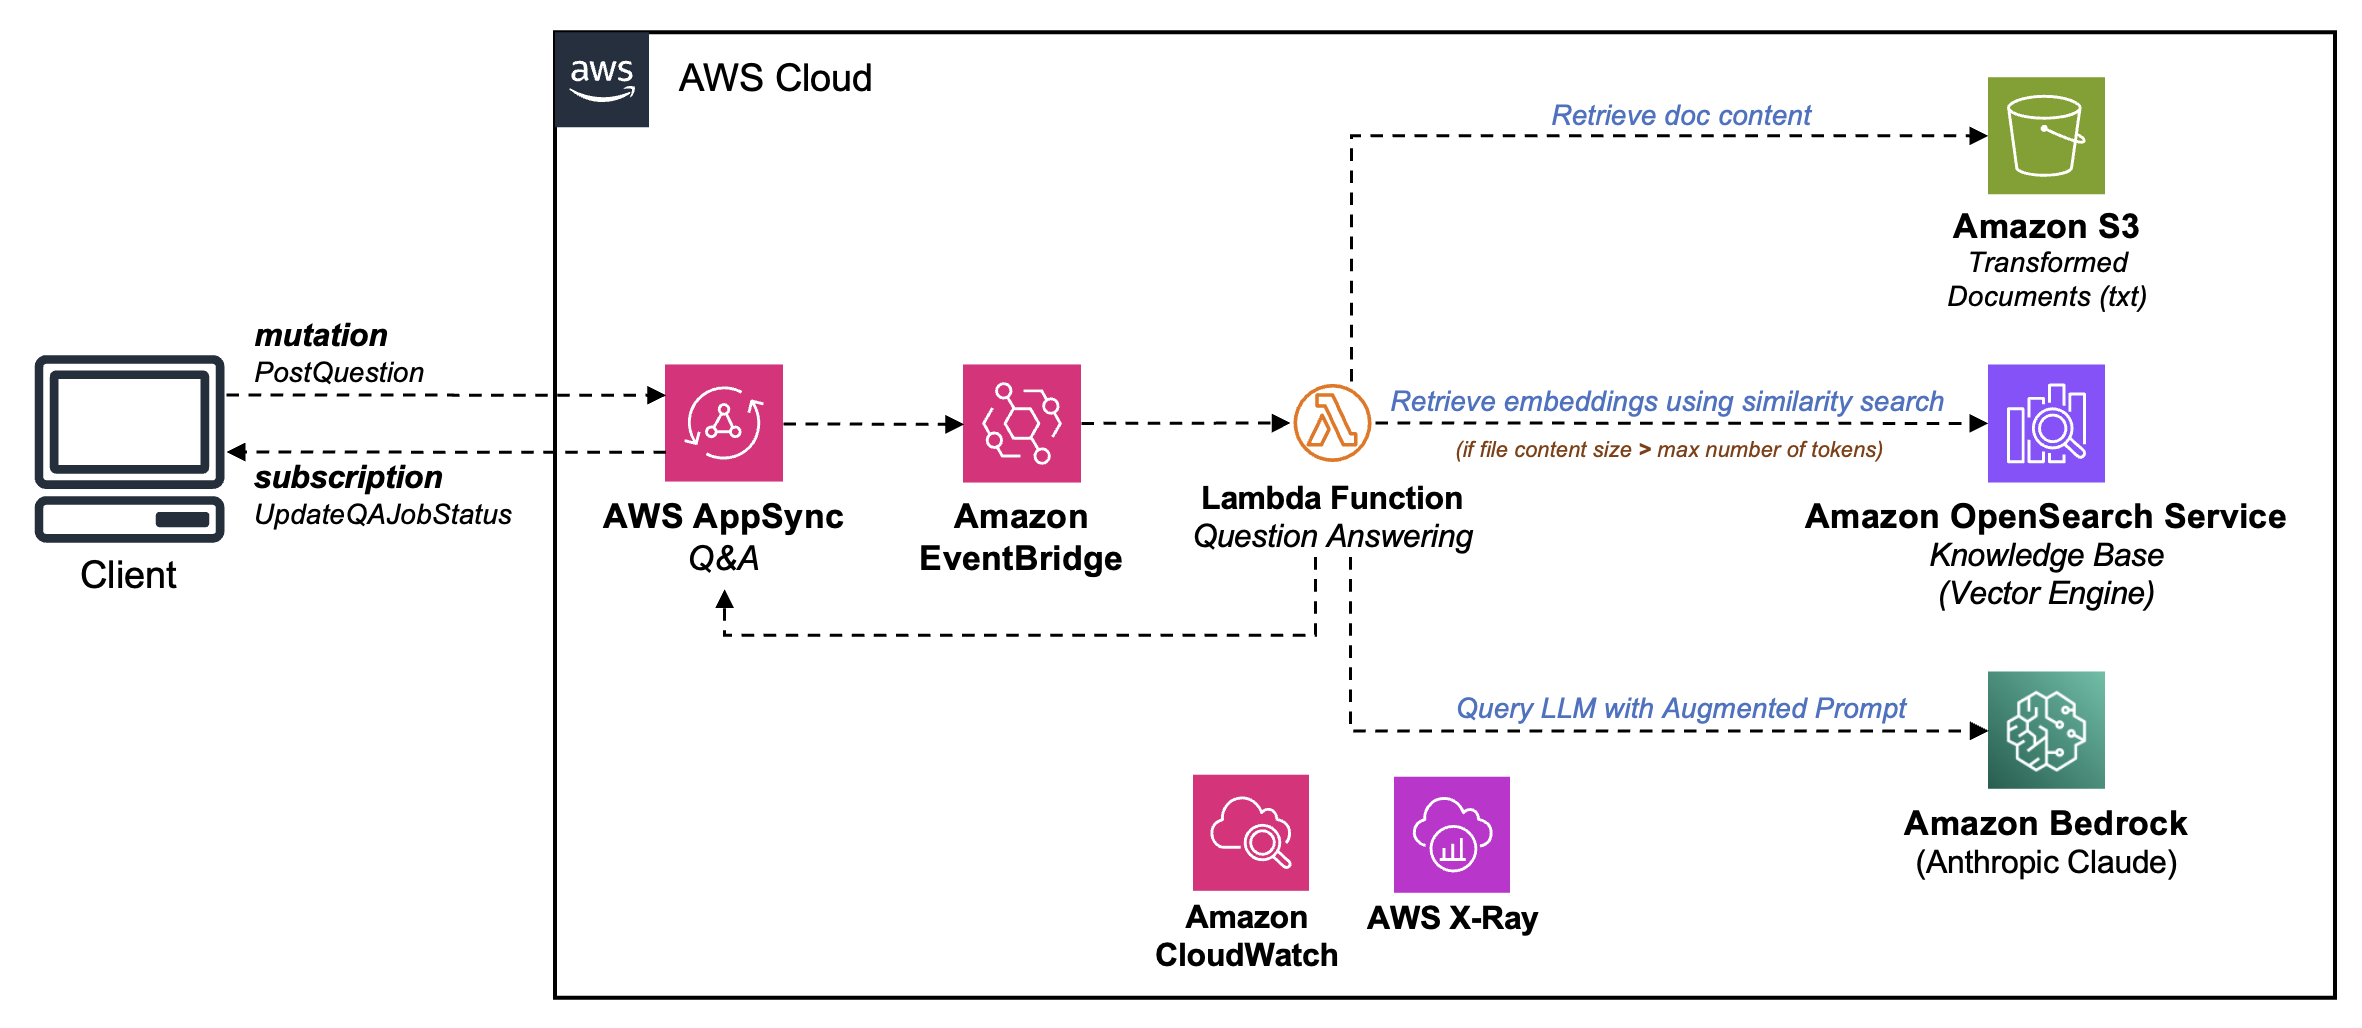 aws
AWS Cloud
Retrieve doc content
Amazon S3
Transformed
Documents (txt)
mutation
PostQuestion
subscription
UpdateQAJobStatus
Client
AWS AppSync
Q&A
Amazon
EventBridge
Lambda Function
Question Answering
Retrieve embeddings using similarity search
(if file content size > max number of tokens)
Amazon OpenSearch Service
Knowledge Base
(Vector Engine)
Query LLM with Augmented Prompt
Amazon Bedrock
(Anthropic Claude)
Amazon
CloudWatch
AWS X-Ray